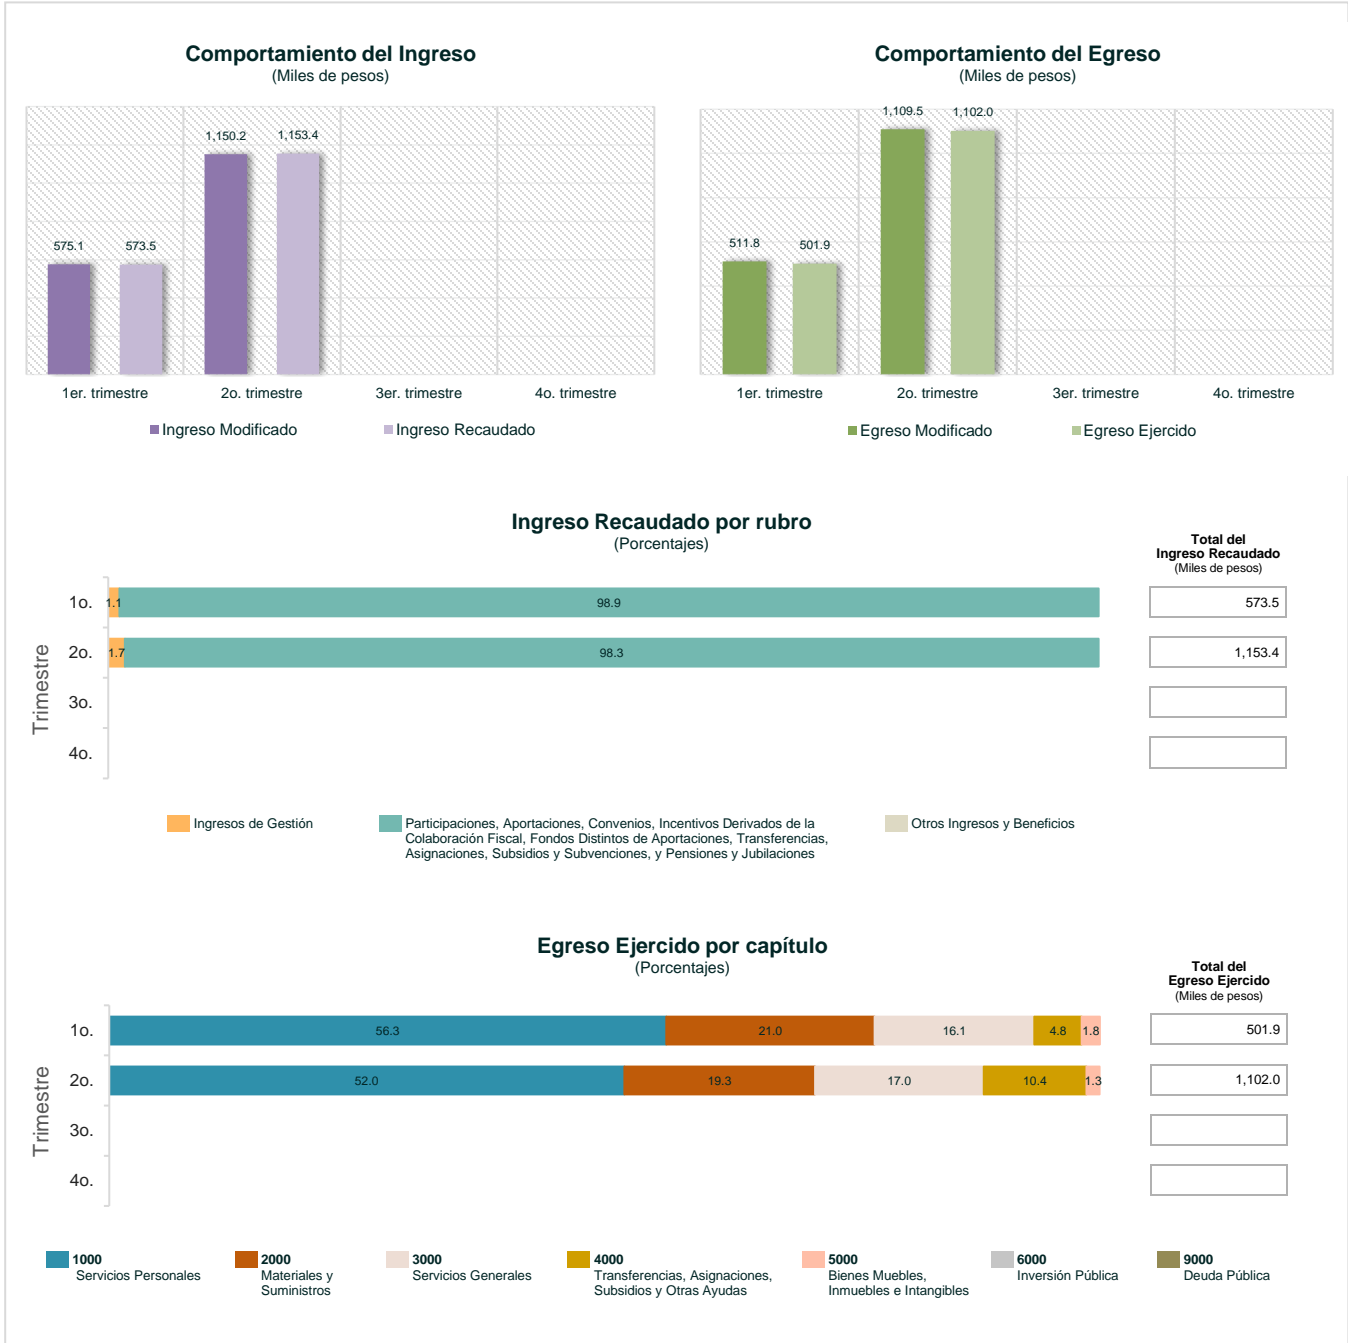 Comportamiento del Ingreso
(Miles de pesos)
1,150.2
1,153.4
575.1
573.5
1er. trimestre
2o. trimestre
3er. trimestre
4o. trimestre
Ingreso Modificado
Ingreso Recaudado
Comportamiento del Egreso
(Miles de pesos)
1,109.5
1,102.0
511.8
501.9
1er. trimestre
2o. trimestre
3er. trimestre
4o. trimestre
Egreso Modificado
Egreso Ejercido
Ingreso Recaudado por rubro
(Porcentajes)
Total del
Ingreso Recaudado
(Miles de pesos)
Trimestre
1o.
1.1
98.9
573.5
2o.
1.7
98.3
1,153.4
3o.
4o.
Ingresos de Gestión
Participaciones, Aportaciones, Convenios, Incentivos Derivados de la
Colaboración Fiscal, Fondos Distintos de Aportaciones, Transferencias,
Asignaciones, Subsidios y Subvenciones, y Pensiones y Jubilaciones
Otros Ingresos y Beneficios
Egreso Ejercido por capítulo
(Porcentajes)
Total del
Egreso Ejercido
(Miles de pesos)
Trimestre
1o.
56.3
21.0
16.1
4.8
1.8
501.9
2o.
52.0
19.3
17.0
10.4
1.3
1,102.0
3o.
4o.
1000
Servicios Personales
2000
Materiales y
Suministros
3000
Servicios Generales
4000
Transferencias, Asignaciones,
Subsidios y Otras Ayudas
5000
Bienes Muebles,
Inmuebles e Intangibles
6000
Inversión Pública
9000
Deuda Pública